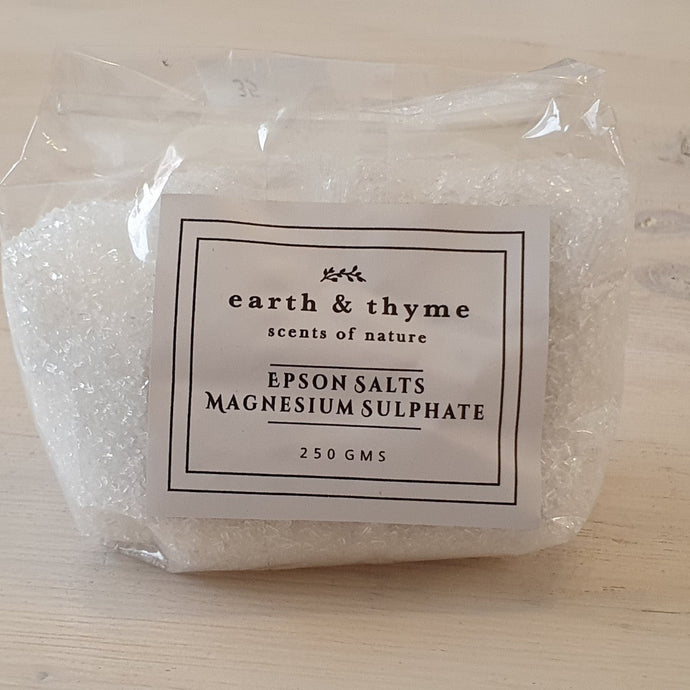 earth & thyme
scents of nature
EPSON SALTS
MAGNESIUM SULPHATE
250 GMS